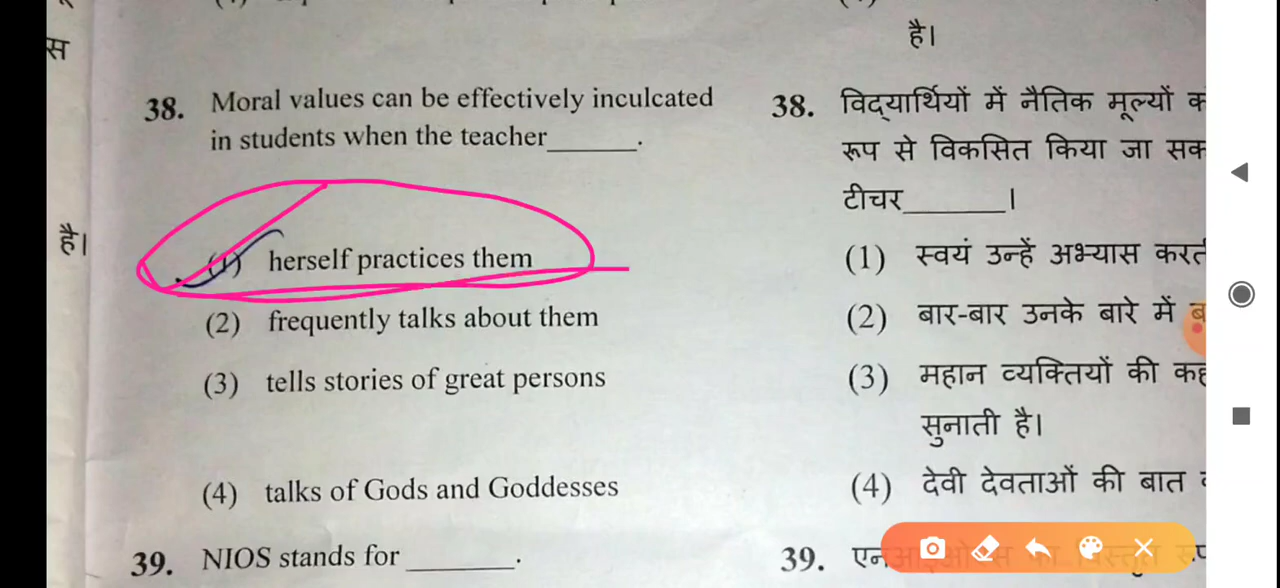 स
है।
है।
38. Moral values can be effectively inculcated
in students when the teacher______.
(1) herself practices them
(2) frequently talks about them
(3) tells stories of great persons
(4) talks of Gods and Goddesses
39. NIOS stands for ________.
38. विद्यार्थियों में नैतिक मूल्यों
रूप से विकसित किया जा
टीचर______।
(1) स्वयं उन्हें अभ्यास
(2) बार-बार उनके बारे में
(3) महान व्यक्तियों की
सुनाती है।
(4) देवी देवताओं की बात
39.